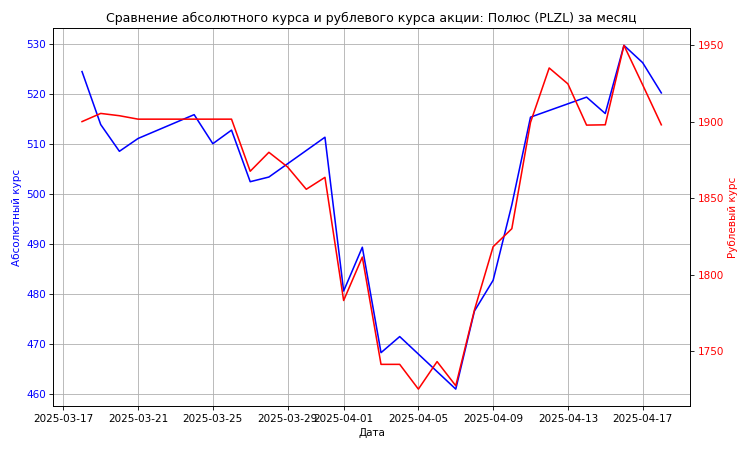 Сравнение абсолютного курса и рублевого курса акции: Полюс (PLZL) за месяц
Абсолютный курс
530
520
510
500
490
480
470
460
1950
1900
1850
1800
1750
Рублевый курс
2025-03-17 2025-03-21 2025-03-25 2025-03-29 2025-04-01 2025-04-05 2025-04-09 2025-04-13 2025-04-17
Дата